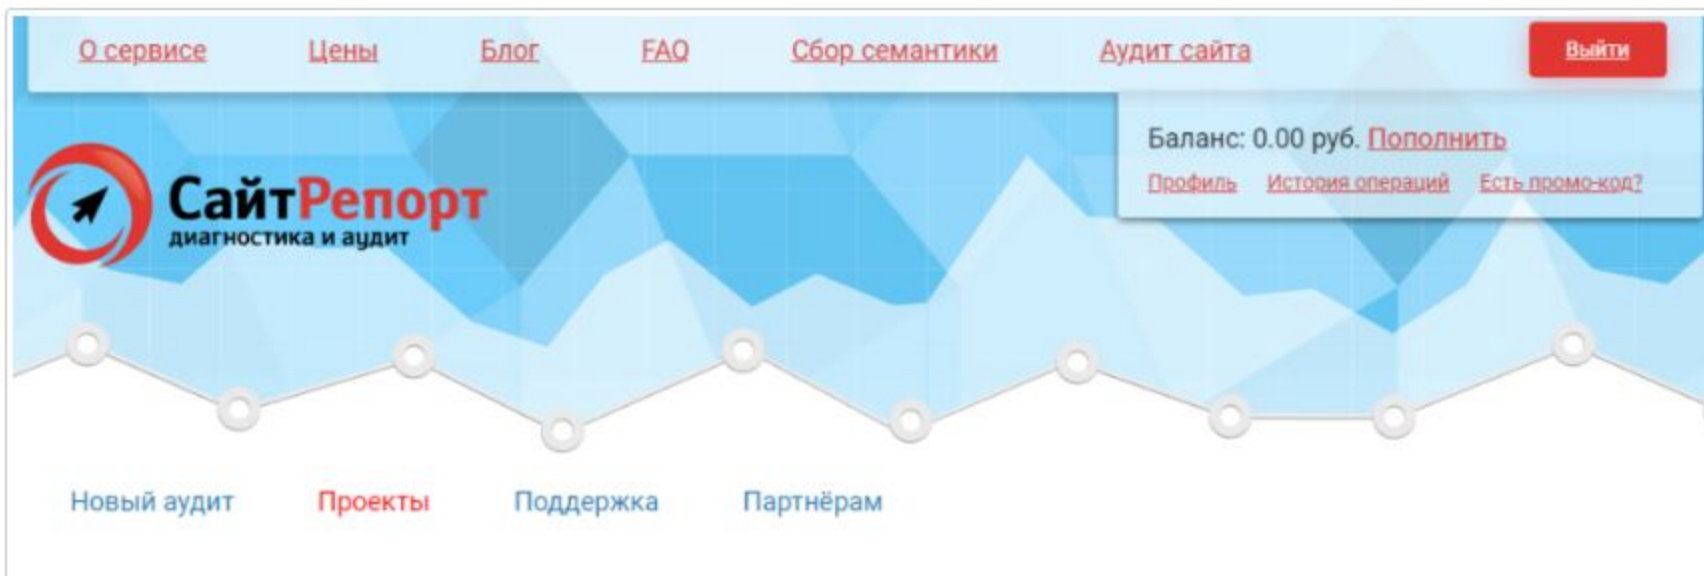 О сервисе Цены Блог FAQ Сбор семантики Аудит сайта Выйти
Баланс: 0.00 руб. Пополнить
Профиль История операций Есть промо-код?
СайтРепорт
диагностика и аудит
Новый аудит Проекты Поддержка Партнёрам